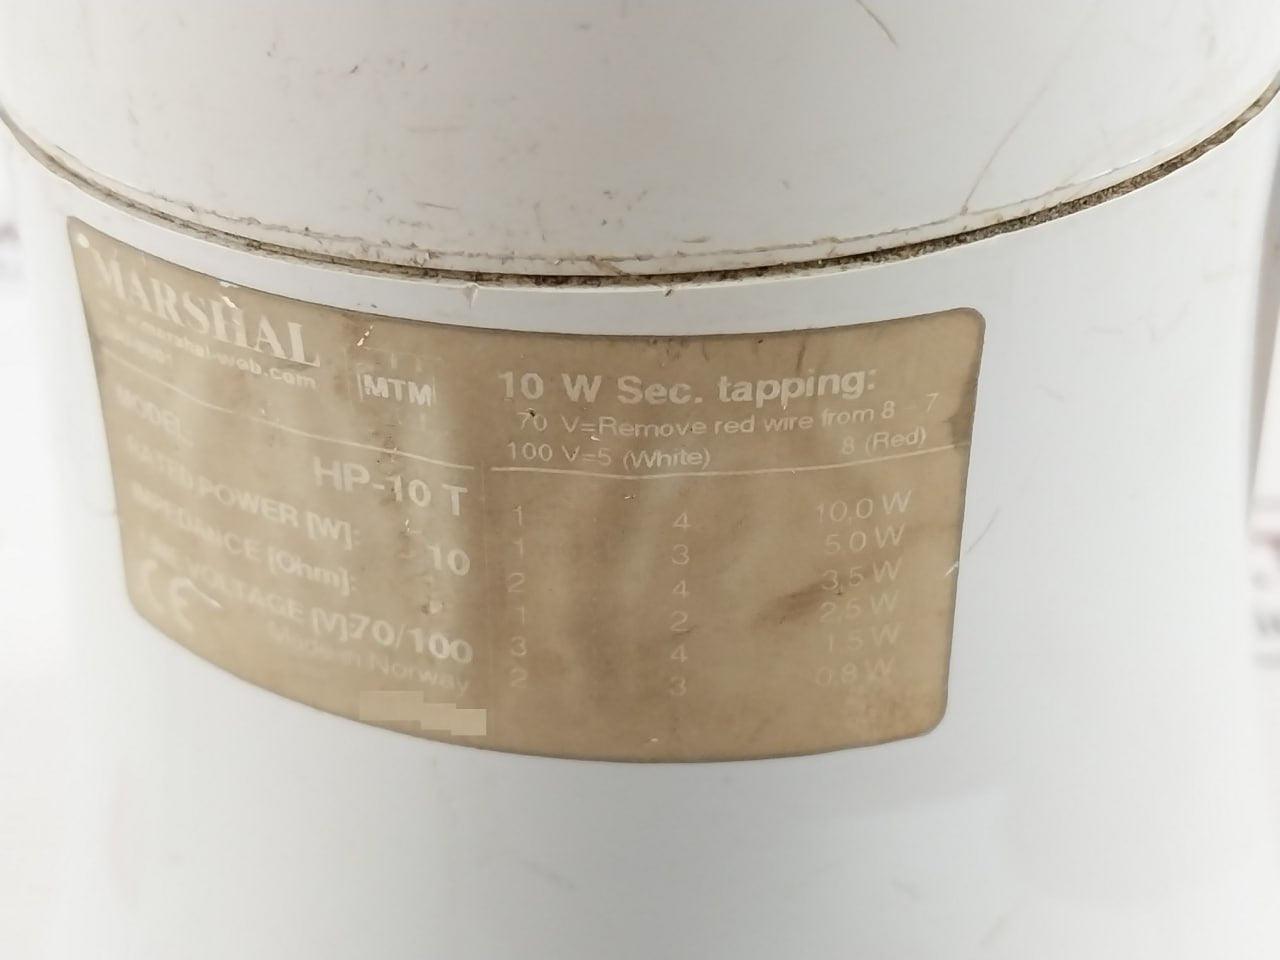 MARSHAL
marshal-web.com
MTM
MODEL
HP-10 T
RATED POWER [W]: 10
IMPEDANCE [Ohm]:
LINE VOLTAGE [V]: 70/100
CE
Made in Norway
10 W Sec. tapping:
70 V=Remove red wire from 8 - 7
100 V=5 (White) 8 (Red)
1 4 10.0 W
1 3 5.0 W
2 4 3,5 W
1 2 2,5 W
3 4 1.5 W
2 3 0,8 W